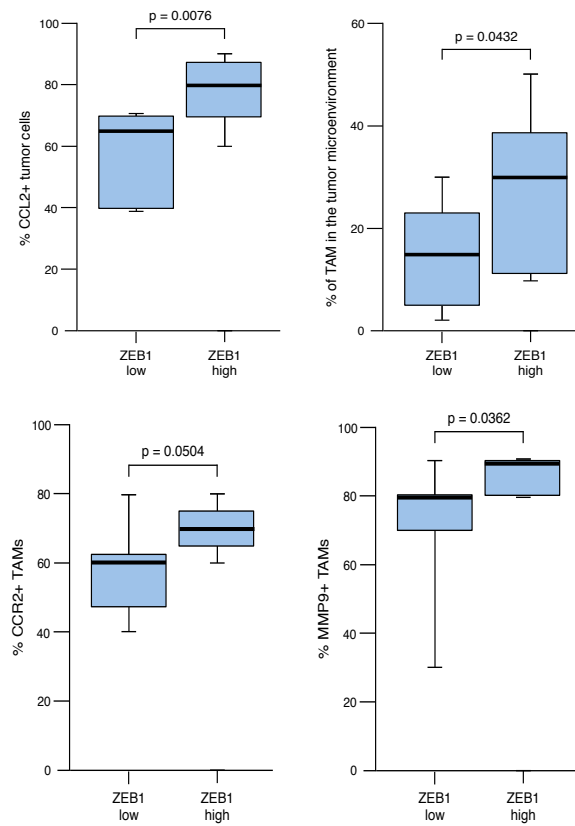 p = 0.0076
100
80
60
40
20
0
% CCL2+ tumor cells
ZEB1
low
ZEB1
high
p = 0.0432
60
40
20
0
% of TAM in the tumor microenvironment
ZEB1
low
ZEB1
high
p = 0.0504
100
80
60
40
20
0
% CCR2+ TAMs
ZEB1
low
ZEB1
high
p = 0.0362
100
80
60
40
20
0
% MMP9+ TAMs
ZEB1
low
ZEB1
high